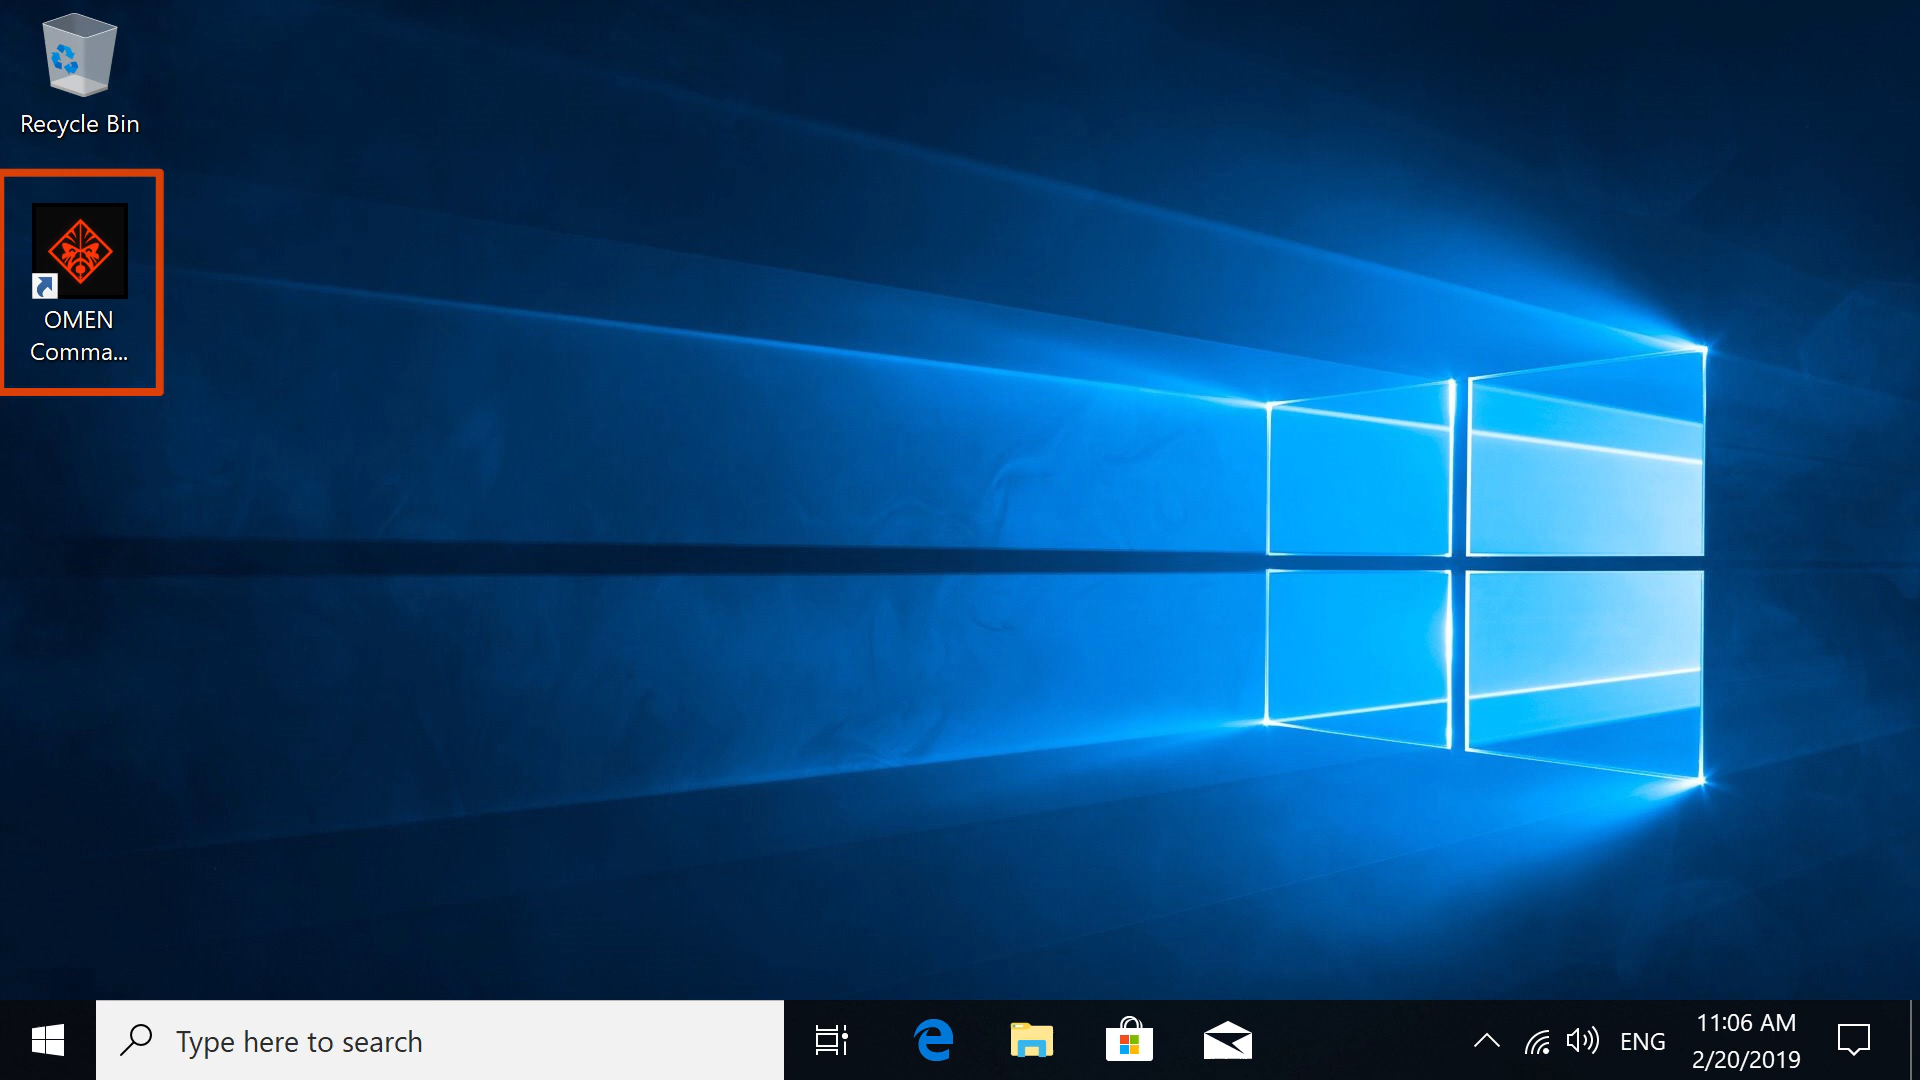 Recycle Bin
OMEN
Comma...
Type here to search
ENG
11:06 AM
2/20/2019